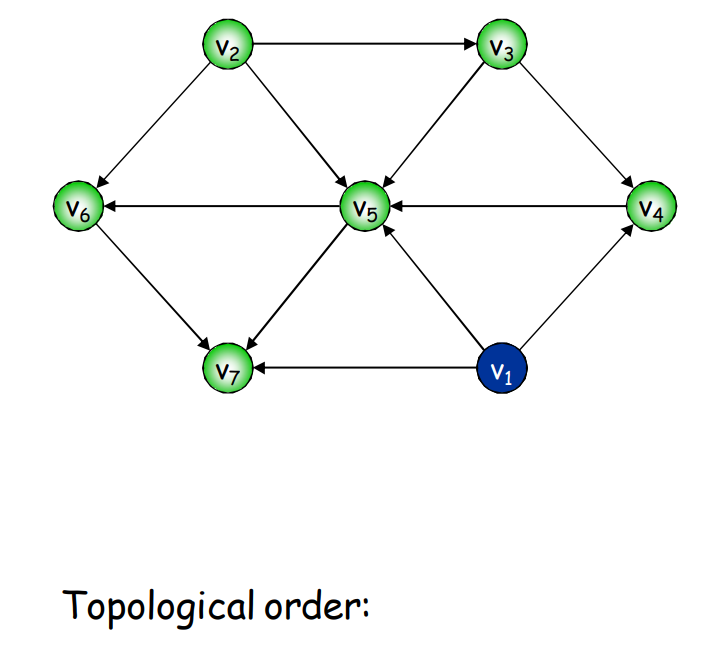 v₂ v₃
v₆ v₅ v₄
v₇ v₁
Topological order: